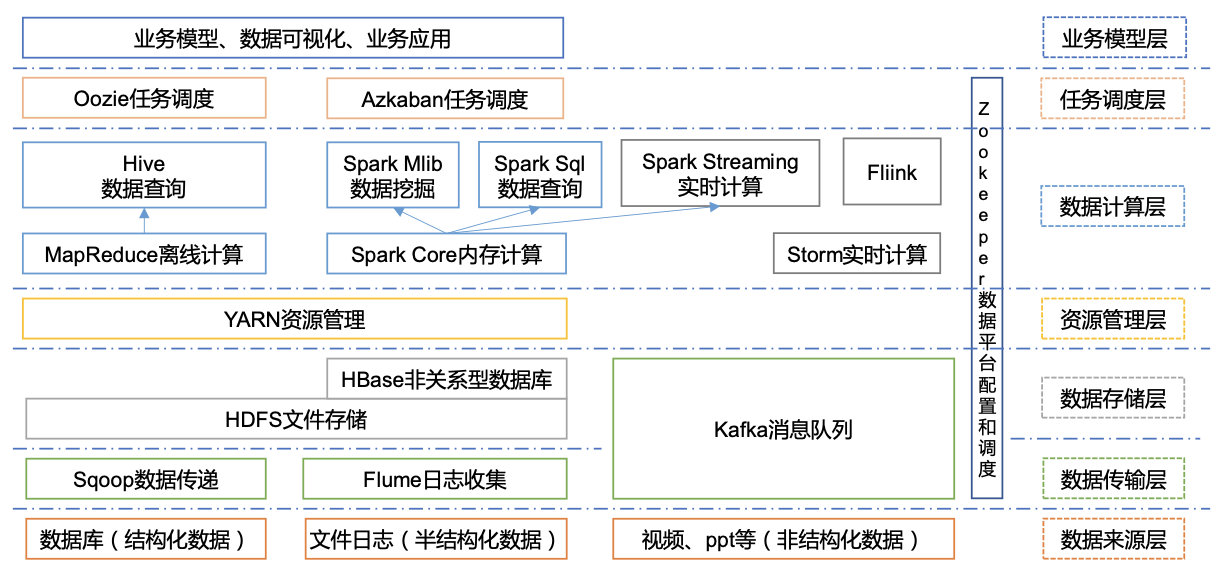 业务模型、数据可视化、业务应用
业务模型层
Oozie任务调度
Azkaban任务调度
任务调度层
Hive
数据查询
Spark Mlib
数据挖掘
Spark Sql
数据查询
Spark Streaming
实时计算
Fliink
数据计算层
MapReduce离线计算
Spark Core内存计算
Storm实时计算
Zookeeper数据平台配置和调度
YARN资源管理
资源管理层
HBase非关系型数据库
HDFS文件存储
Kafka消息队列
数据存储层
Sqoop数据传递
Flume日志收集
数据传输层
数据库（结构化数据）
文件日志（半结构化数据）
视频、ppt等（非结构化数据）
数据来源层